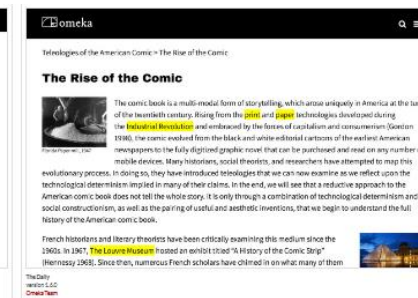 omeka
Teleologies of the American Comic > The Rise of the Comic
The Rise of the Comic
The comic book is a multi-modal form of storytelling, which arose uniquely in America at the tur
of the twentieth century. Rising from the print and paper technologies developed during
the Industrial Revolution and embraced by the forces of capitalism and consumerism (Gordon
1998), the comic evolved from the black and white editorial cartoons of the earliest American
newspapers to the fully digitized graphic novel that can be purchased and read on any number
mobile devices. Many historians, social theorists, and researchers have attempted to map this
evolutionary process. In doing so, they have introduced teleologies that we can now examine as we reflect upon the
technological determinism implied in many of their claims. In the end, we will see that a reductive approach to the
American comic book does not tell the whole story. It is only through a combination of technological determinism and
social constructionism, as well as the pairing of useful and aesthetic inventions, that we begin to understand the full
history of the American comic book.
French historians and literary theorists have been critically examining this medium since the
1960s. In 1967, The Louvre Museum hosted an exhibit titled "A History of the Comic Strip"
(Hennessy 1968). Since then, numerous French scholars have chimed in on what many of them
The Daily
version 1.6.0
Omeka Team